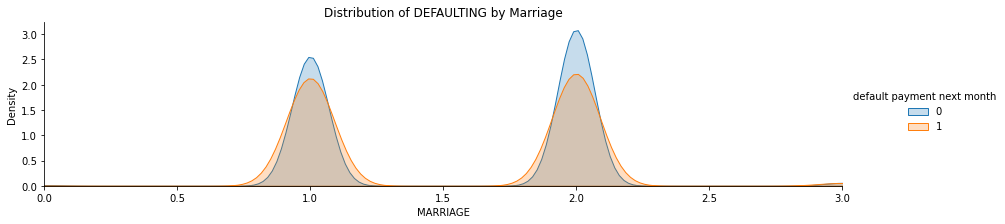 Distribution of DEFAULTING by Marriage
3.0
2.5
2.0
1.5
1.0
0.5
0.0
Density
0.0 0.5 1.0 1.5 2.0 2.5 3.0
MARRIAGE
default payment next month
0
1